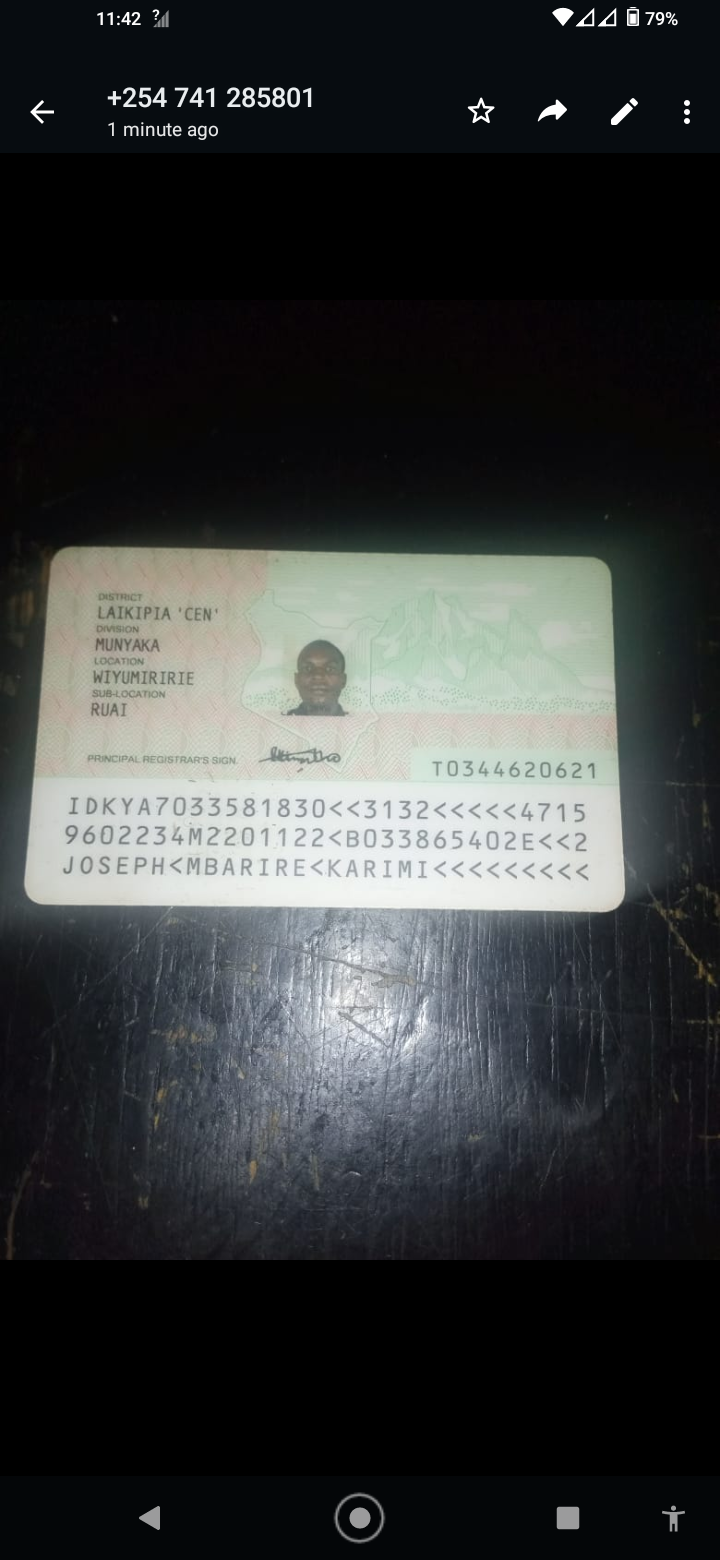 11:42
79%
+254 741 285801
1 minute ago
DISTRICT
LAIKIPIA 'CEN'
DIVISION
MUNYAKA
LOCATION
WIYUMIRIRIE
SUB-LOCATION
RUAI
PRINCIPAL REGISTRAR'S SIGN.
T0344620621
IDKYA7033581830<<3132<<<<<4715
9602234M2201122<B033865402E<<2
JOSEPH<MBARIRE<KARIMI<<<<<<<<<